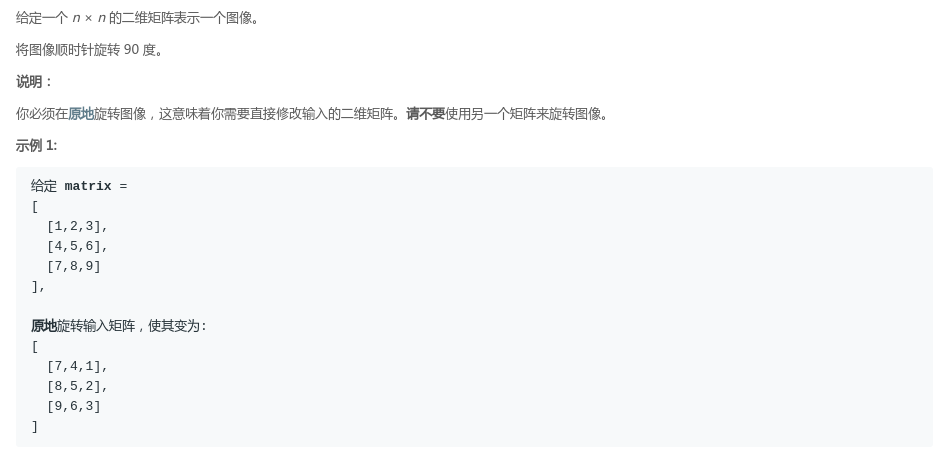 给定一个 n × n 的二维矩阵表示一个图像。
将图像顺时针旋转 90 度。
说明：
你必须在原地旋转图像，这意味着你需要直接修改输入的二维矩阵。请不要使用另一个矩阵来旋转图像。
示例 1:
给定 matrix =
[
  [1,2,3],
  [4,5,6],
  [7,8,9]
],
原地旋转输入矩阵，使其变为:
[
  [7,4,1],
  [8,5,2],
  [9,6,3]
]